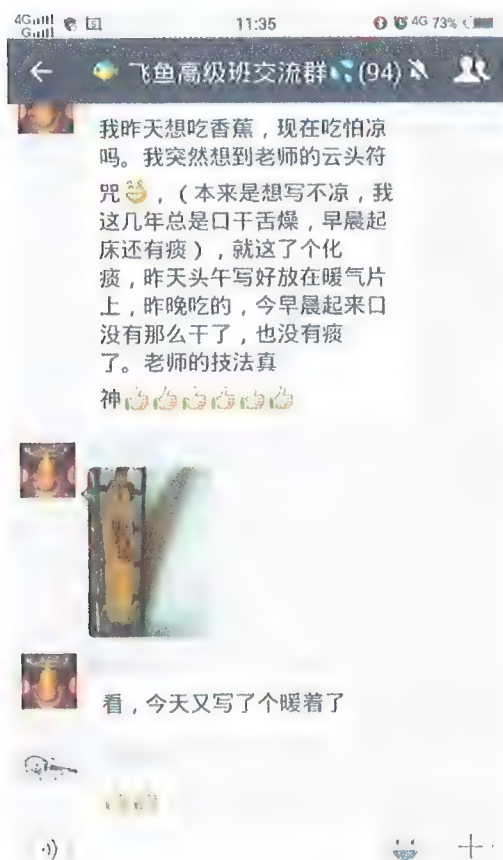 4G
G
11:35
4G 73%
飞鱼高级班交流群 (94)
我昨天想吃香蕉，现在吃怕凉
吗。我突然想到老师的云头符
咒，（本来是想写不凉，我
这几年总是口干舌燥，早晨起
床还有痰），就这了个化
痰，昨天头午写好放在暖气片
上，昨晚吃的，今早晨起来口
没有那么干了，也没有痰
了。老师的技法真
神
看，今天又写了个暖着了